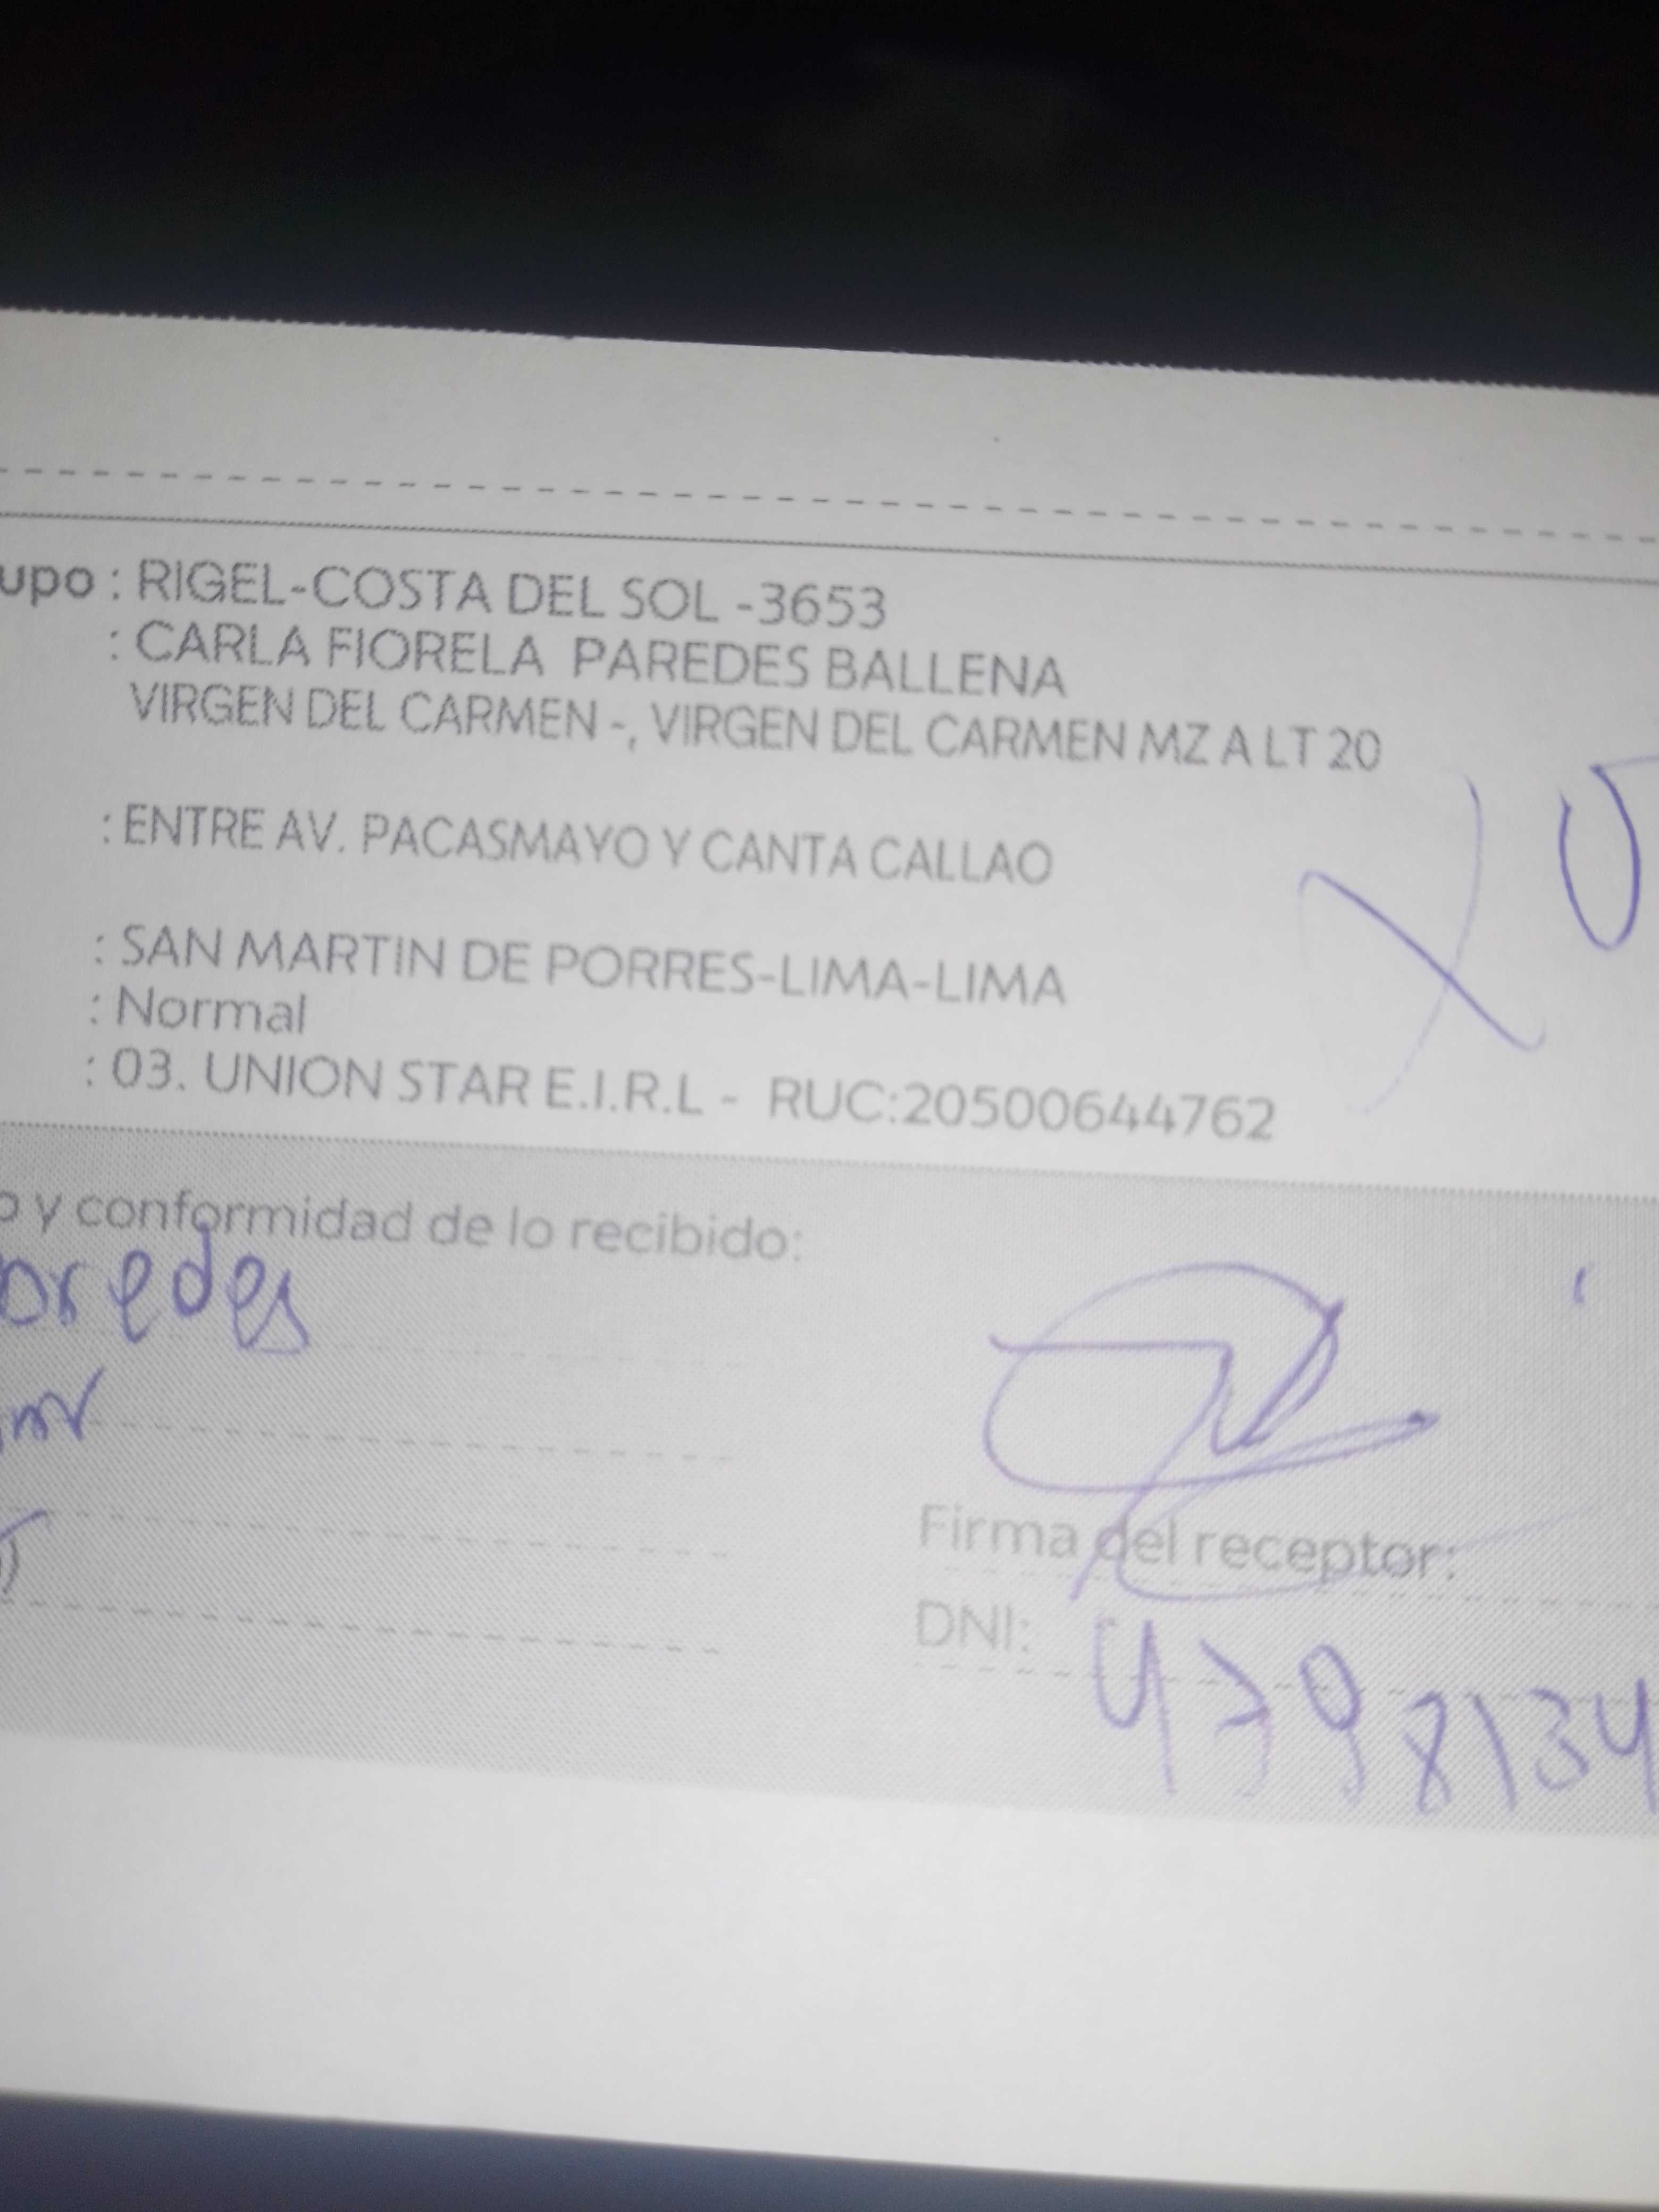 upo : RIGEL-COSTA DEL SOL -3653
: CARLA FIORELA PAREDES BALLENA
VIRGEN DEL CARMEN -, VIRGEN DEL CARMEN MZ A LT 20
: ENTRE AV. PACASMAYO Y CANTA CALLAO
: SAN MARTIN DE PORRES-LIMA-LIMA
: Normal
: 03. UNION STAR E.I.R.L - RUC:20500644762
o y conformidad de lo recibido:
oredes
Firma del receptor:
DNI: 4798134